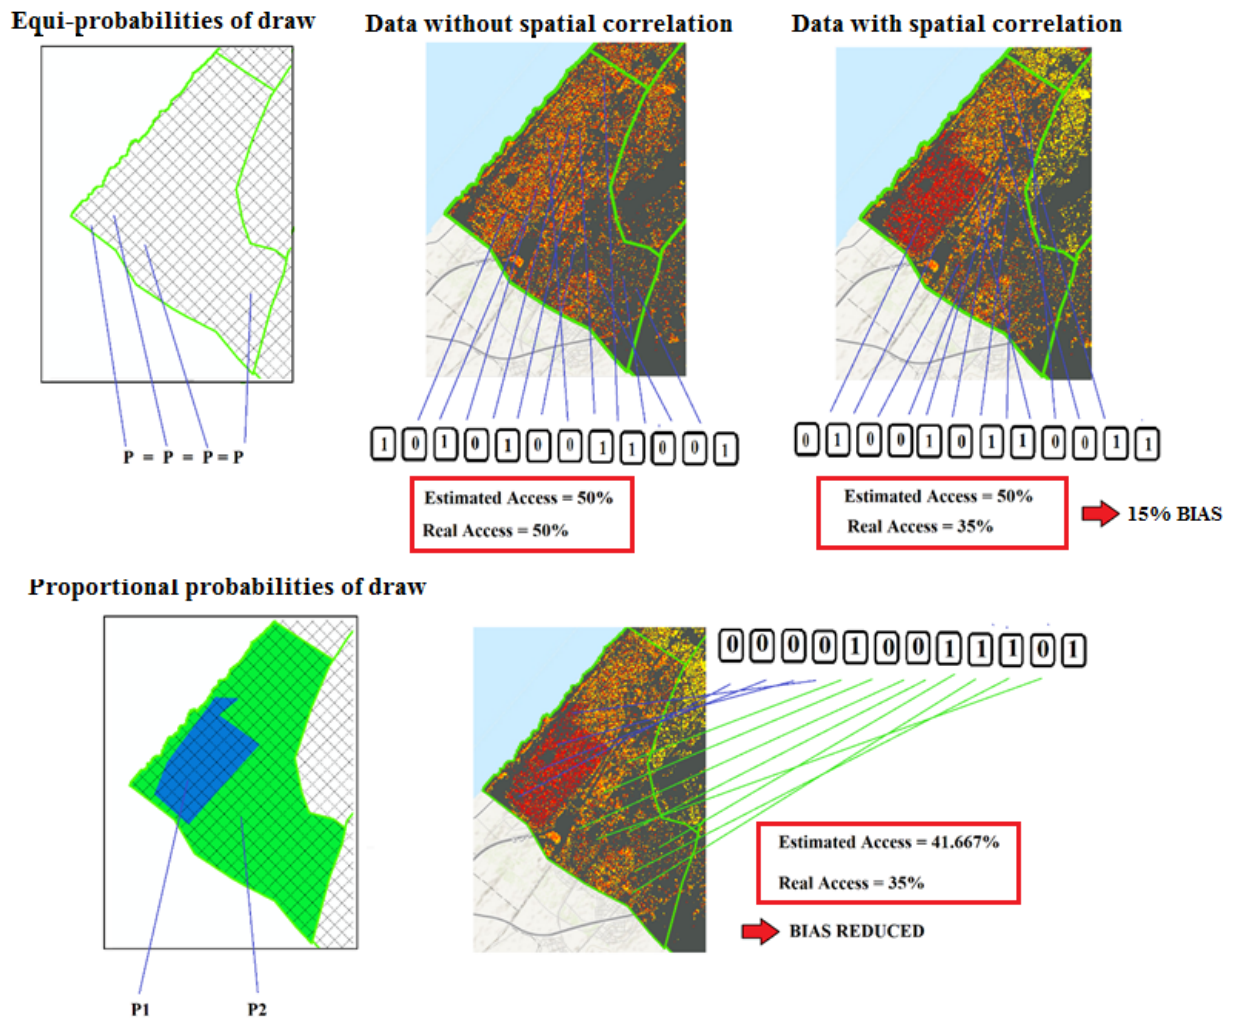 Equi-probabilities of draw
Data without spatial correlation
Data with spatial correlation
P = P = P = P
1 0 1 0 1 0 0 1 1 0 0 1
0 1 0 0 1 0 1 1 0 0 1 1
Estimated Access = 50%
Real Access = 50%
Estimated Access = 50%
Real Access = 35%
15% BIAS
Proportional probabilities of draw
0 0 0 0 1 0 0 1 1 1 0 1
Estimated Access = 41.667%
Real Access = 35%
BIAS REDUCED
P1 P2